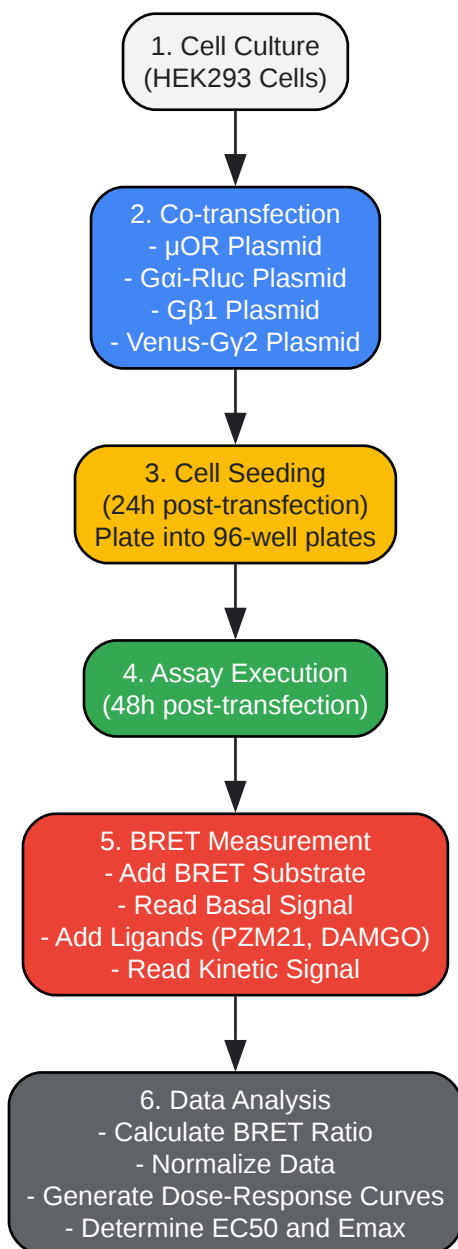 1. Cell Culture
(HEK293 Cells)
2. Co-transfection
- μOR Plasmid
- Gαi-Rluc Plasmid
- Gβ1 Plasmid
- Venus-Gγ2 Plasmid
3. Cell Seeding
(24h post-transfection)
Plate into 96-well plates
4. Assay Execution
(48h post-transfection)
5. BRET Measurement
- Add BRET Substrate
- Read Basal Signal
- Add Ligands (PZM21, DAMGO)
- Read Kinetic Signal
6. Data Analysis
- Calculate BRET Ratio
- Normalize Data
- Generate Dose-Response Curves
- Determine EC50 and Emax